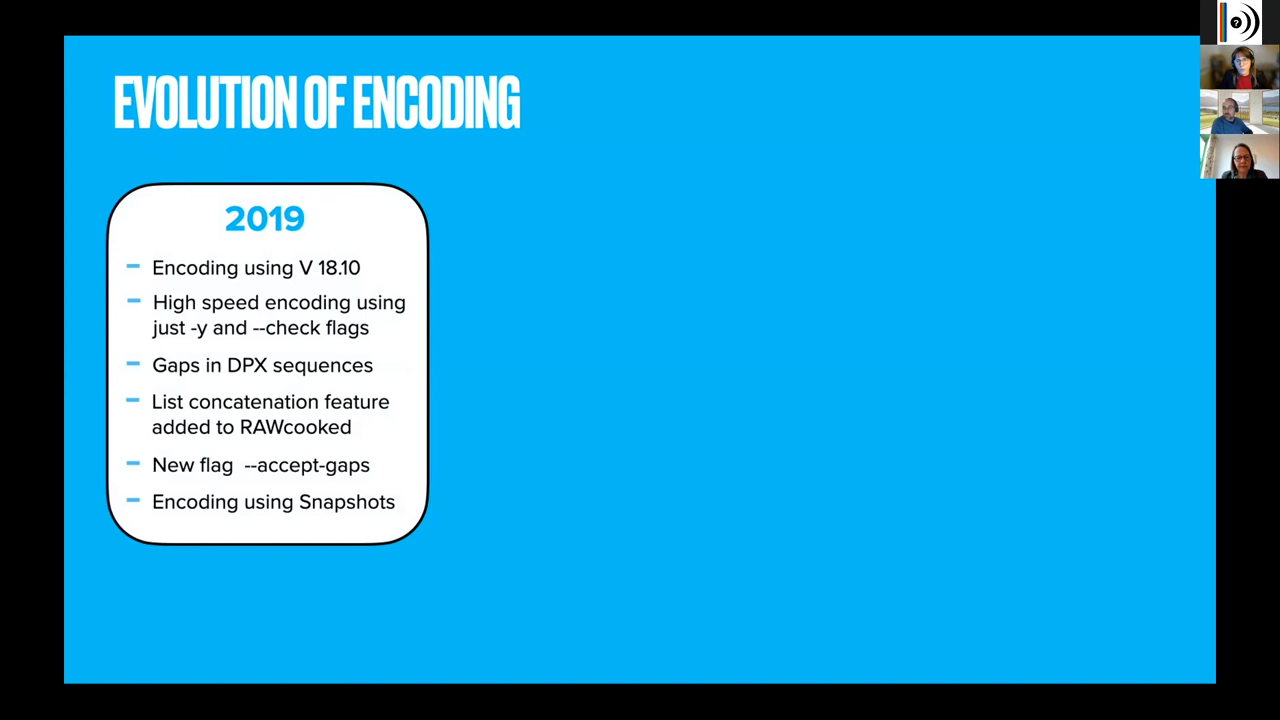 EVOLUTION OF ENCODING
2019
– Encoding using V 18.10
– High speed encoding using
just -y and --check flags
– Gaps in DPX sequences
– List concatenation feature
added to RAWcooked
– New flag --accept-gaps
– Encoding using Snapshots
?